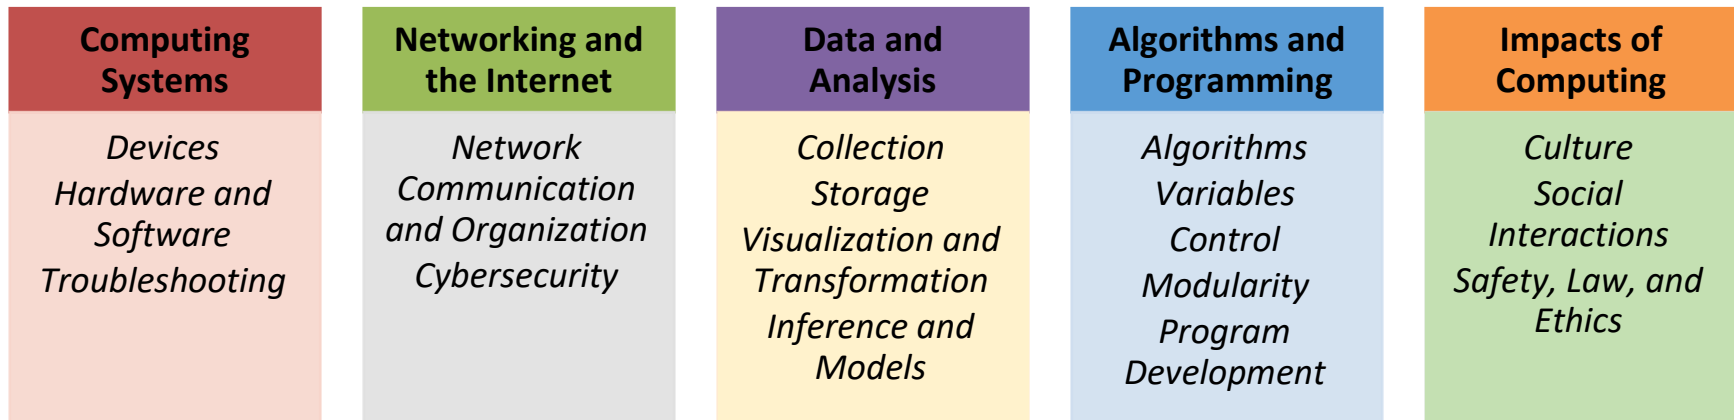 Computing
Systems
Devices
Hardware and
Software
Troubleshooting
Networking and
the Internet
Network
Communication
and Organization
Cybersecurity
Data and
Analysis
Collection
Storage
Visualization and
Transformation
Inference and
Models
Algorithms and
Programming
Algorithms
Variables
Control
Modularity
Program
Development
Impacts of
Computing
Culture
Social
Interactions
Safety, Law, and
Ethics